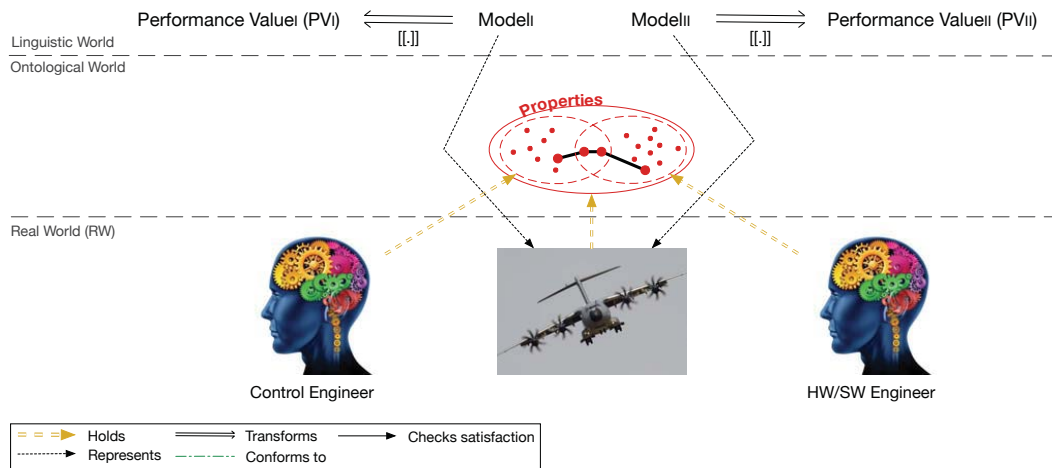 Performance ValueI (PVI)
[[.]]
ModelI
ModelII
[[.]]
Performance ValueII (PVII)
Linguistic World
Ontological World
Properties
Real World (RW)
Control Engineer
HW/SW Engineer
Holds
Transforms
Checks satisfaction
Represents
Conforms to